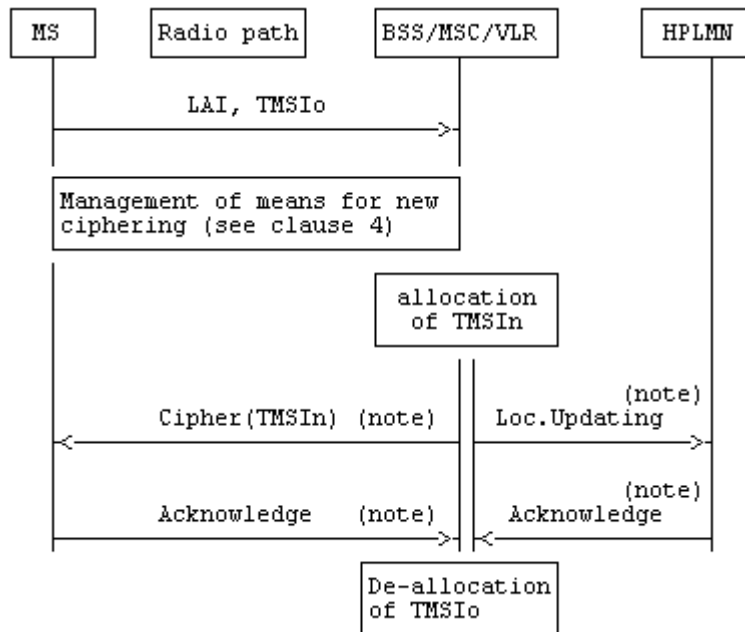 MS
Radio path
BSS/MSC/VLR
HPLMN
LAI, TMSIo
Management of means for new
ciphering (see clause 4)
allocation
of TMSIn
(note)
Cipher(TMSIn) (note)
Loc.Updating
(note)
Acknowledge (note)
Acknowledge
De-allocation
of TMSIo